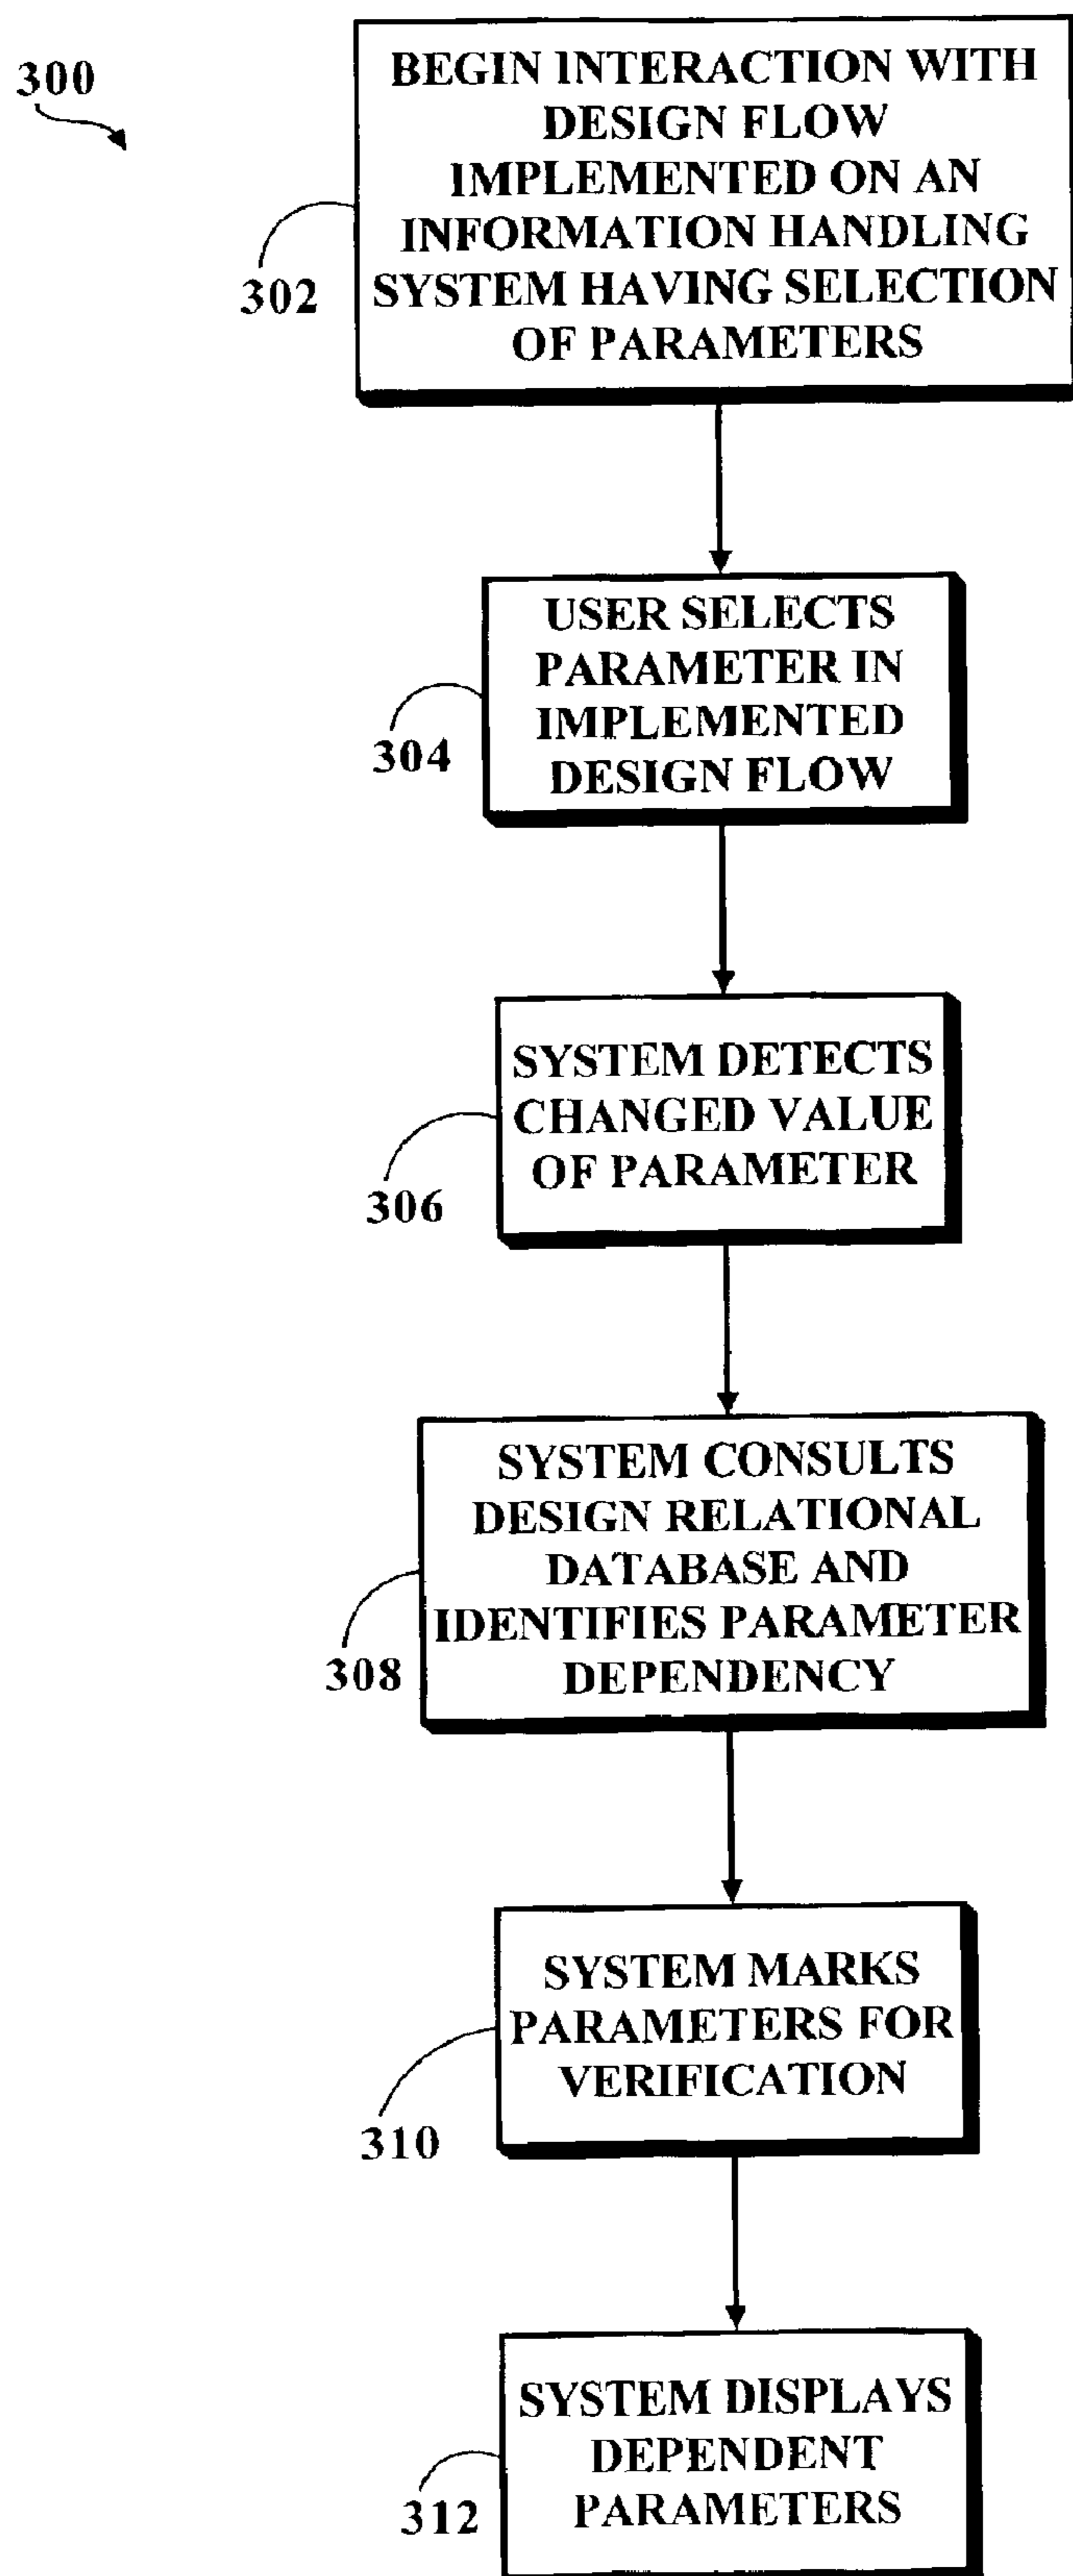 300
BEGIN INTERACTION WITH
DESIGN FLOW
IMPLEMENTED ON AN
INFORMATION HANDLING
SYSTEM HAVING SELECTION
OF PARAMETERS
302
USER SELECTS
PARAMETER IN
IMPLEMENTED
DESIGN FLOW
304
SYSTEM DETECTS
CHANGED VALUE
OF PARAMETER
306
SYSTEM CONSULTS
DESIGN RELATIONAL
DATABASE AND
IDENTIFIES PARAMETER
DEPENDENCY
308
SYSTEM MARKS
PARAMETERS FOR
VERIFICATION
310
SYSTEM DISPLAYS
DEPENDENT
PARAMETERS
312